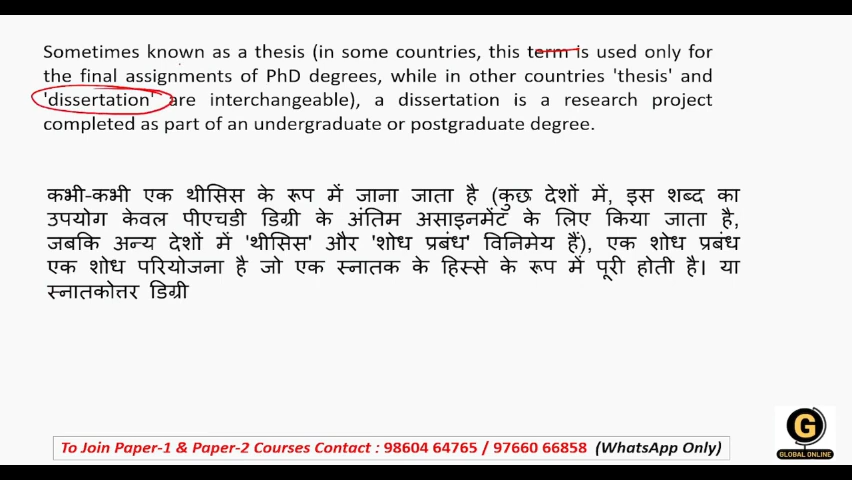 Sometimes known as a thesis (in some countries, this term is used only for
the final assignments of PhD degrees, while in other countries 'thesis' and
'dissertation' are interchangeable), a dissertation is a research project
completed as part of an undergraduate or postgraduate degree.
कभी-कभी एक थीसिस के रूप में जाना जाता है (कुछ देशों में, इस शब्द का
उपयोग केवल पीएचडी डिग्री के अंतिम असाइनमेंट के लिए किया जाता है,
जबकि अन्य देशों में 'थीसिस' और 'शोध प्रबंध' विनिमेय हैं), एक शोध प्रबंध
एक शोध परियोजना है जो एक स्नातक के हिस्से के रूप में पूरी होती है। या
स्नातकोत्तर डिग्री
G
GLOBAL ONLINE
To Join Paper-1 & Paper-2 Courses Contact : 98604 64765 / 97660 66858 (WhatsApp Only)